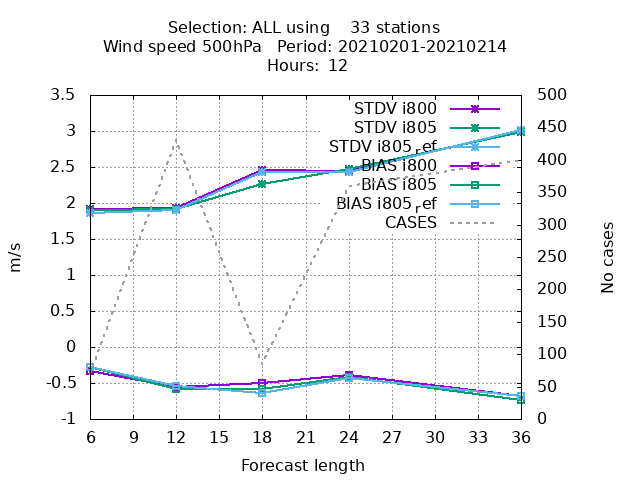 Selection: ALL using    33 stations
Wind speed 500hPa   Period: 20210201-20210214
Hours: 12
3.5
3
2.5
2
1.5
1
0.5
0
-0.5
-1
500
450
400
350
300
250
200
150
100
50
0
6
9
12
15
18
21
24
27
30
33
36
m/s
No cases
Forecast length
STDV i800
STDV i805
STDV i805ref
BIAS i800
BIAS i805
BIAS i805ref
CASES